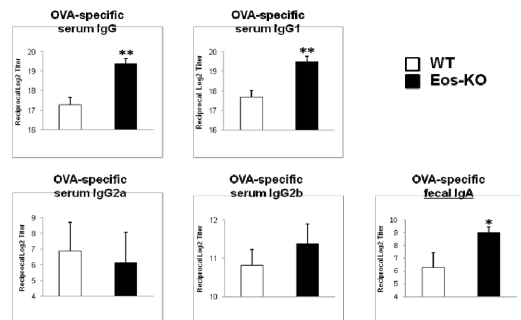 OVA-specific
serum IgG
**
Reciprocal Log2 Titer
20
19
18
17
16
OVA-specific
serum IgG1
**
Reciprocal Log2 Titer
20
19
18
17
16
WT
Eos-KO
OVA-specific
serum IgG2a
Reciprocal Log2 Titer
9
8
7
6
5
4
OVA-specific
serum IgG2b
Reciprocal Log2 Titer
12
11
10
OVA-specific
fecal IgA
*
Reciprocal Log2 Titer
10
9
8
7
6
5
4